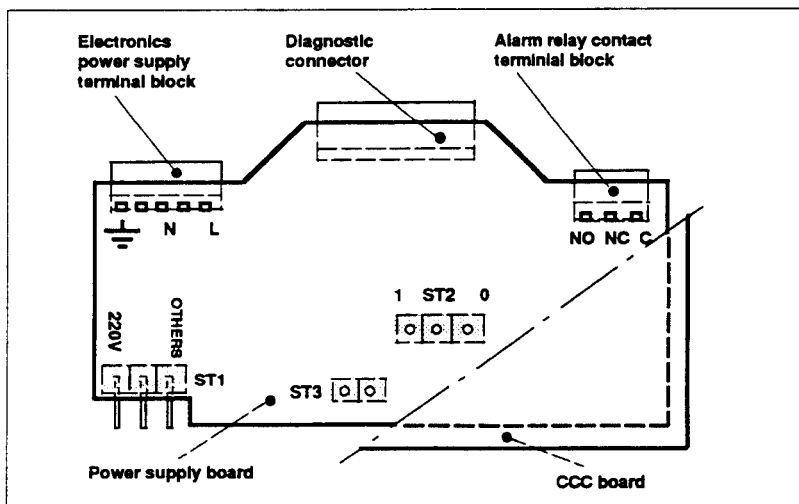 Electronics
power supply
terminal block
Diagnostic
connector
Alarm relay contact
terminial block
N L
NO NC C
1 ST2 0
220V
OTHERS
ST1
ST3
Power supply board
CCC board